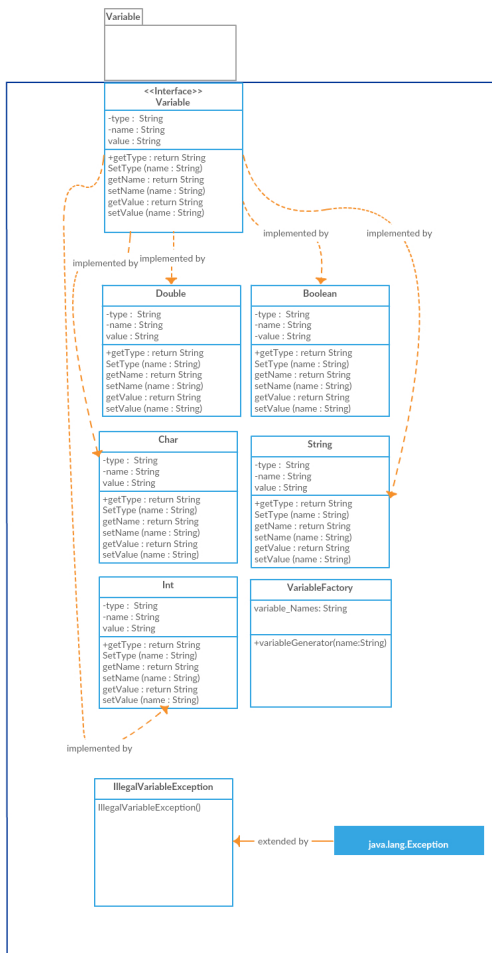 Variable
<<Interface>>
Variable
-type : String
-name : String
value : String
+getType : return String
SetType (name : String)
getName : return String
setName (name : String)
getValue : return String
setValue (name : String)
implemented by
implemented by
implemented by
implemented by
Double
-type : String
-name : String
value : String
+getType : return String
SetType (name : String)
getName : return String
setName (name : String)
getValue : return String
setValue (name : String)
Boolean
-type : String
-name : String
-value : String
+getType : return String
SetType (name : String)
getName : return String
setName (name : String)
getValue : return String
setValue (name : String)
Char
-type : String
-name : String
value : String
+getType : return String
SetType (name : String)
getName : return String
setName (name : String)
getValue : return String
setValue (name : String)
String
-type : String
-name : String
value : String
+getType : return String
SetType (name : String)
getName : return String
setName (name : String)
getValue : return String
setValue (name : String)
Int
-type : String
-name : String
value : String
+getType : return String
SetType (name : String)
getName : return String
setName (name : String)
getValue : return String
setValue (name : String)
VariableFactory
variable_Names: String
+variableGenerator(name:String)
implemented by
IllegalVariableException
IllegalVariableException()
extended by
java.lang.Exception